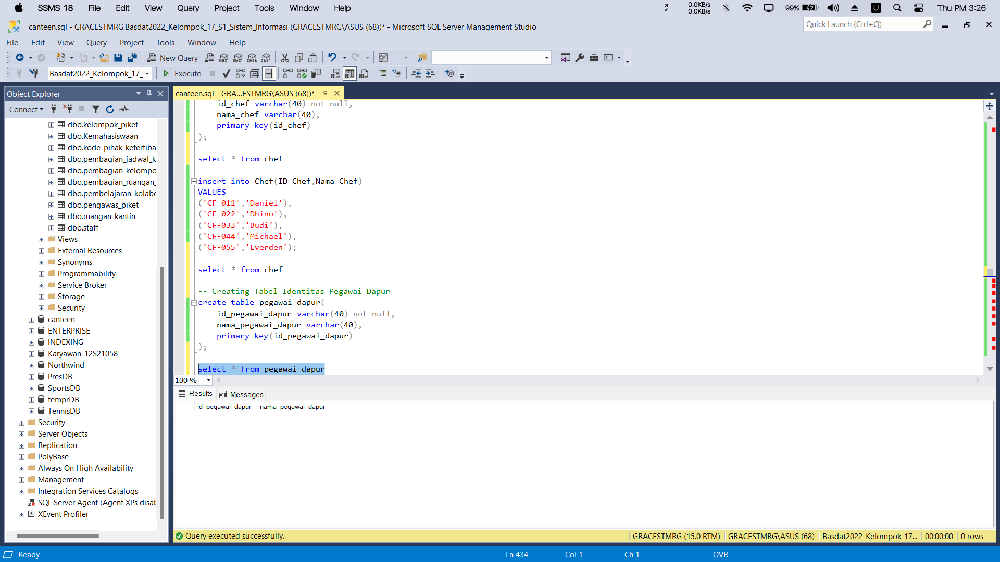 SSMS 18 File Edit View Query Project Tools Window Help
0.0KB/s
0.0KB/s
99%
U
Thu PM 3:26
canteen.sql - GRACESTMRG.Basdat2022_Kelompok_17_S1_Sistem_Informasi (GRACESTMRG\ASUS (68))* - Microsoft SQL Server Management Studio
Quick Launch (Ctrl+Q)
File Edit View Query Project Tools Window Help
New Query MDX DMX XMLA DAX
Basdat2022_Kelompok_17_ Execute
Object Explorer
Connect
dbo.kelompok_piket
dbo.Kemahasiswaan
dbo.kode_pihak_ketertiba
dbo.pembagian_jadwal_k
dbo.pembagian_kelompo
dbo.pembagian_ruangan_
dbo.pembelajaran_kolabc
dbo.pengawas_piket
dbo.ruangan_kantin
dbo.staff
Views
External Resources
Synonyms
Programmability
Service Broker
Storage
Security
canteen
ENTERPRISE
INDEXING
Karyawan_12S21058
Northwind
PresDB
SportsDB
temprDB
TennisDB
Security
Server Objects
Replication
PolyBase
Always On High Availability
Management
Integration Services Catalogs
SQL Server Agent (Agent XPs disab
XEvent Profiler
canteen.sql - GRA...ESTMRG\ASUS (68))*
id_chef varchar(40) not null,
nama_chef varchar(40),
primary key(id_chef)
);
select * from chef
insert into Chef(ID_Chef,Nama_Chef)
VALUES
('CF-011','Daniel'),
('CF-022','Dhino'),
('CF-033','Budi'),
('CF-044','Michael'),
('CF-055','Everden');
select * from chef
-- Creating Tabel Identitas Pegawai Dapur
create table pegawai_dapur(
id_pegawai_dapur varchar(40) not null,
nama_pegawai_dapur varchar(40),
primary key(id_pegawai_dapur)
);
select * from pegawai_dapur
100 %
Results Messages
id_pegawai_dapur nama_pegawai_dapur
Query executed successfully.
GRACESTMRG (15.0 RTM) GRACESTMRG\ASUS (68) Basdat2022_Kelompok_17... 00:00:00 0 rows
Ready Ln 434 Col 1 Ch 1 OVR